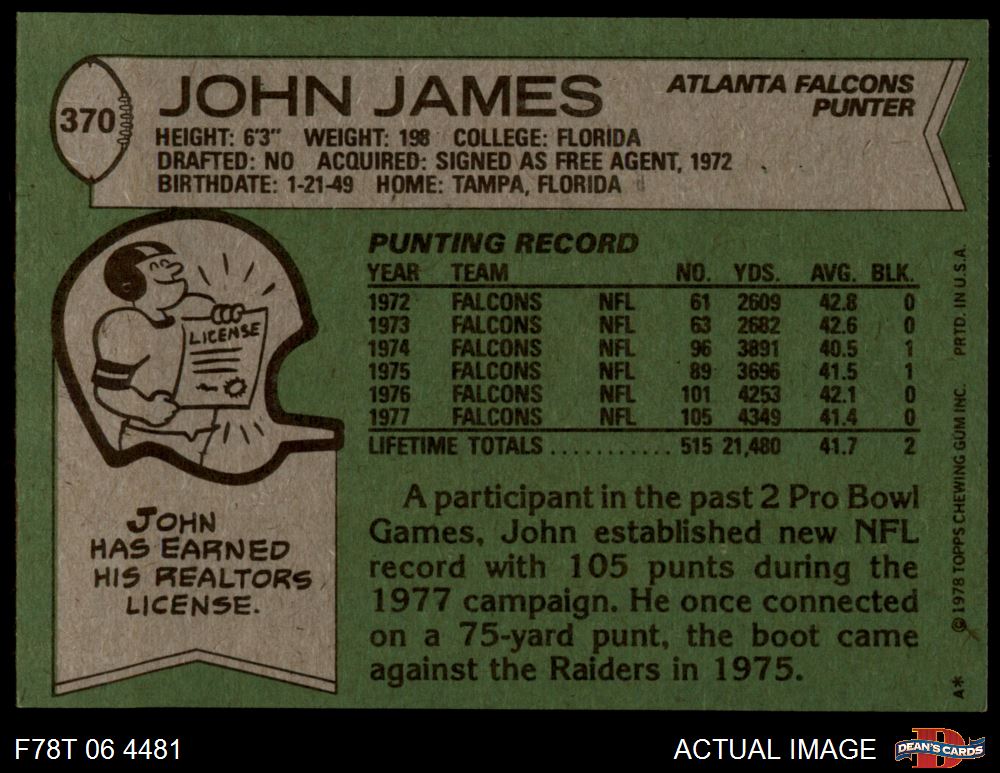 370
JOHN JAMES
ATLANTA FALCONS
PUNTER
HEIGHT: 6'3" WEIGHT: 198 COLLEGE: FLORIDA
DRAFTED: NO ACQUIRED: SIGNED AS FREE AGENT, 1972
BIRTHDATE: 1-21-49 HOME: TAMPA, FLORIDA
LICENSE
JOHN
HAS EARNED
HIS REALTORS
LICENSE.
PUNTING RECORD
YEAR TEAM NO. YDS. AVG. BLK.
1972 FALCONS NFL 61 2609 42.8 0
1973 FALCONS NFL 63 2682 42.6 0
1974 FALCONS NFL 96 3891 40.5 1
1975 FALCONS NFL 89 3696 41.5 1
1976 FALCONS NFL 101 4253 42.1 0
1977 FALCONS NFL 105 4349 41.4 0
LIFETIME TOTALS ........... 515 21,480 41.7 2
A participant in the past 2 Pro Bowl
Games, John established new NFL
record with 105 punts during the
1977 campaign. He once connected
on a 75-yard punt, the boot came
against the Raiders in 1975.
A* ©1978 TOPPS CHEWING GUM INC. PRTD. IN U.S.A.
F78T 06 4481
ACTUAL IMAGE
D
DEAN'S CARDS